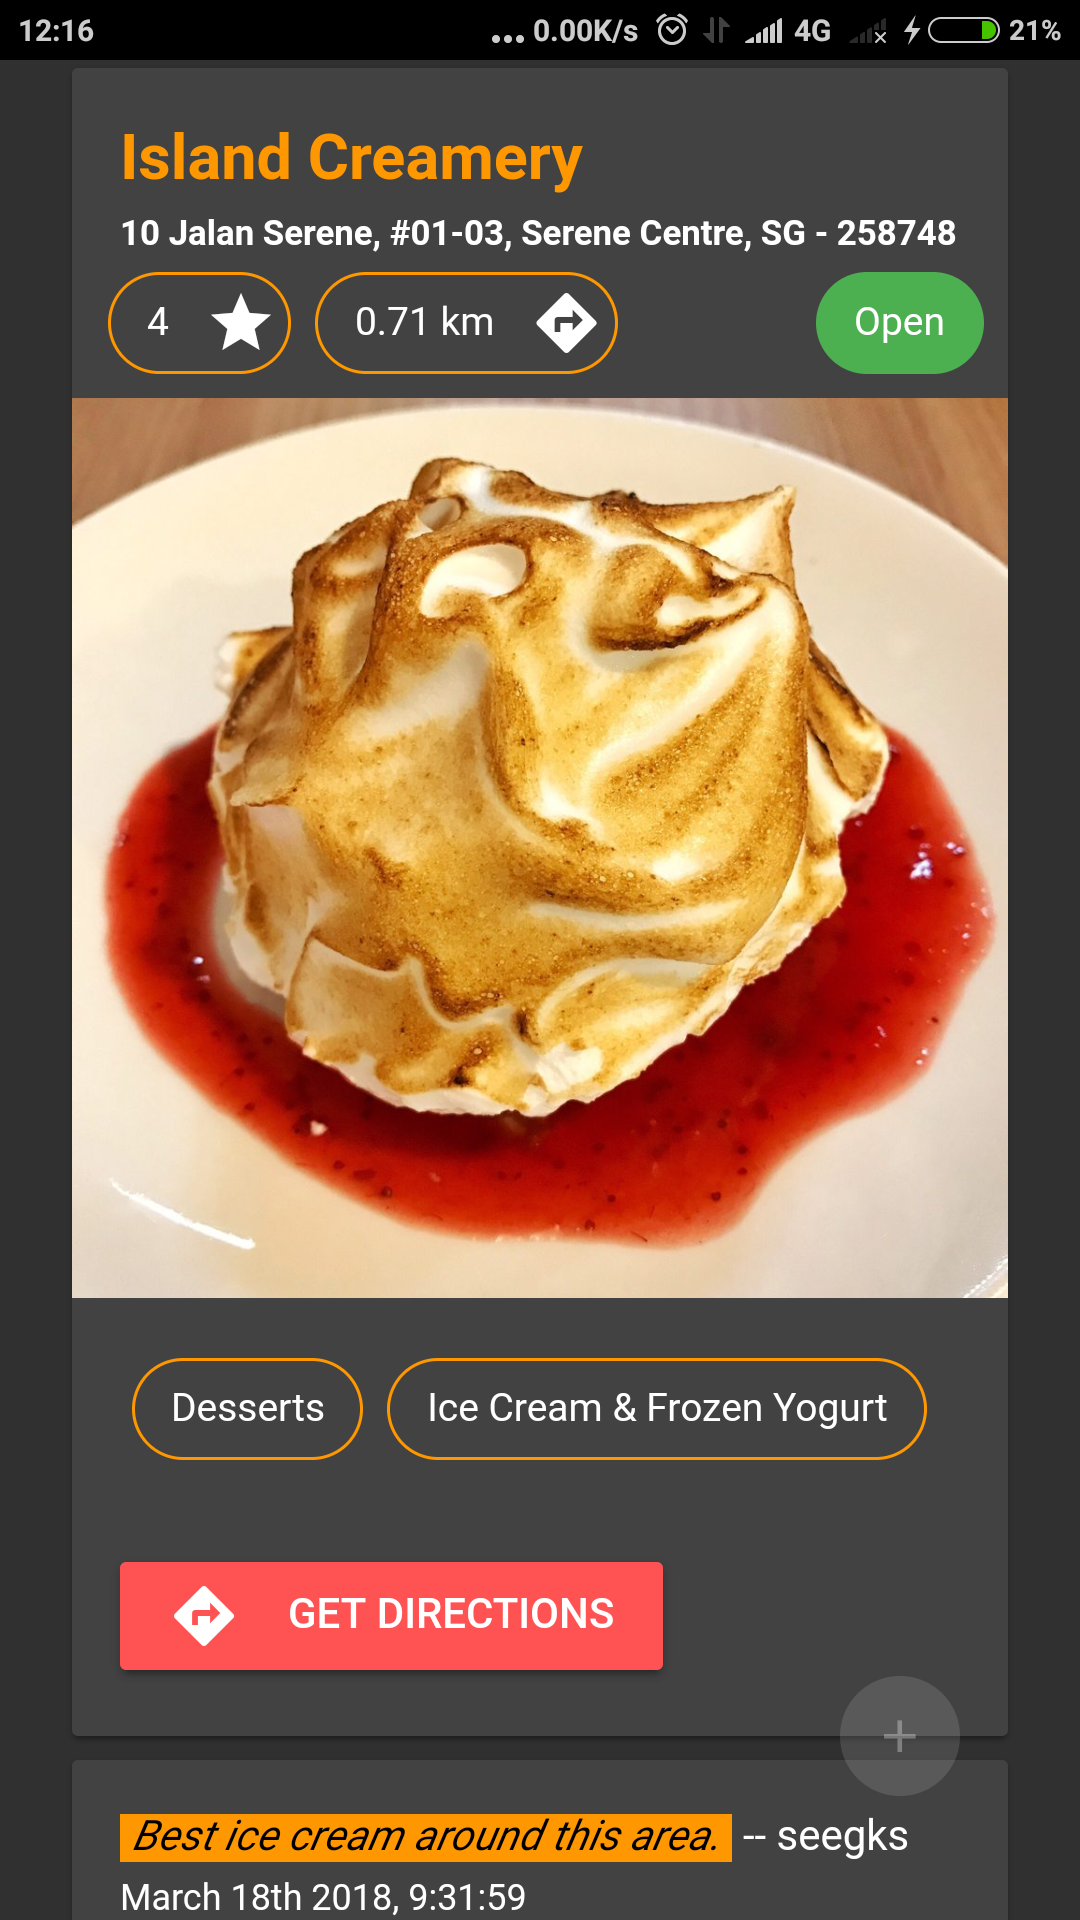 12:16 ... 0.00K/s 4G 21%
Island Creamery
10 Jalan Serene, #01-03, Serene Centre, SG - 258748
4 0.71 km Open
Desserts Ice Cream & Frozen Yogurt
GET DIRECTIONS
+
Best ice cream around this area. -- seegks
March 18th 2018, 9:31:59